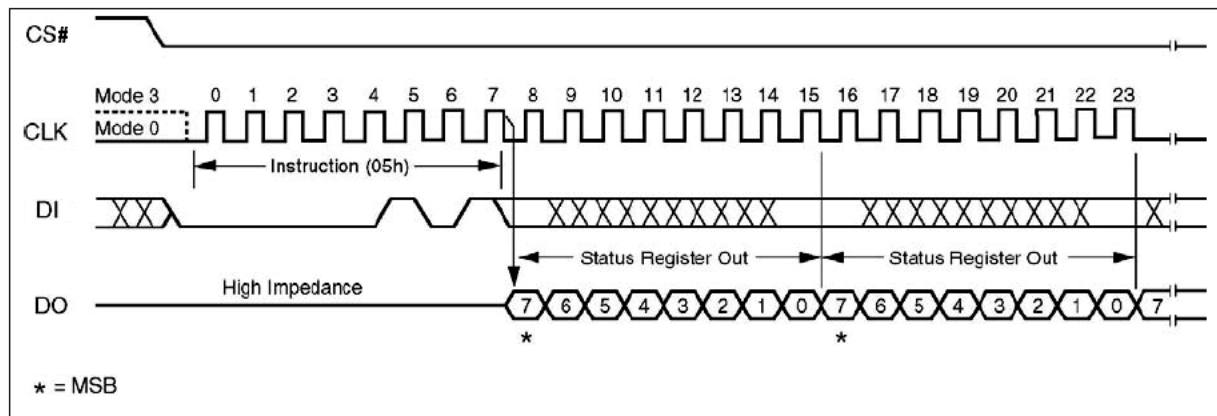 CS#
Mode 3
0 1 2 3 4 5 6 7 8 9 10 11 12 13 14 15 16 17 18 19 20 21 22 23
CLK
Mode 0
Instruction (05h)
DI
Status Register Out
Status Register Out
High Impedance
DO
7 6 5 4 3 2 1 0 7 6 5 4 3 2 1 0 7
* *
* = MSB